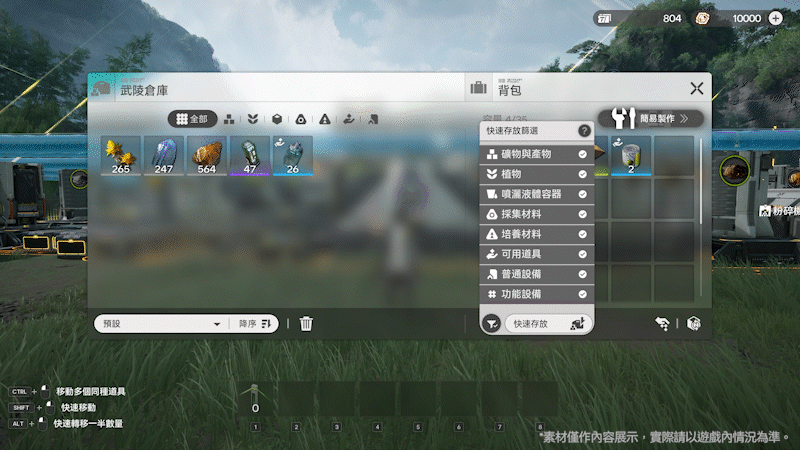 804
10000
武陵倉庫
背包
全部
容量 4/35
簡易製作
快速存放篩選
?
礦物與產物
植物
噴灑液體容器
採集材料
培養材料
可用道具
普通設備
功能設備
265
247
564
47
26
2
粉碎機
預設
降序
快速存放
CTRL + 移動多個同種道具
SHIFT + 快速移動
ALT + 快速轉移一半數量
0
1 2 3 4 5 6 7 8
*素材僅作內容展示，實際請以遊戲內情況為準。